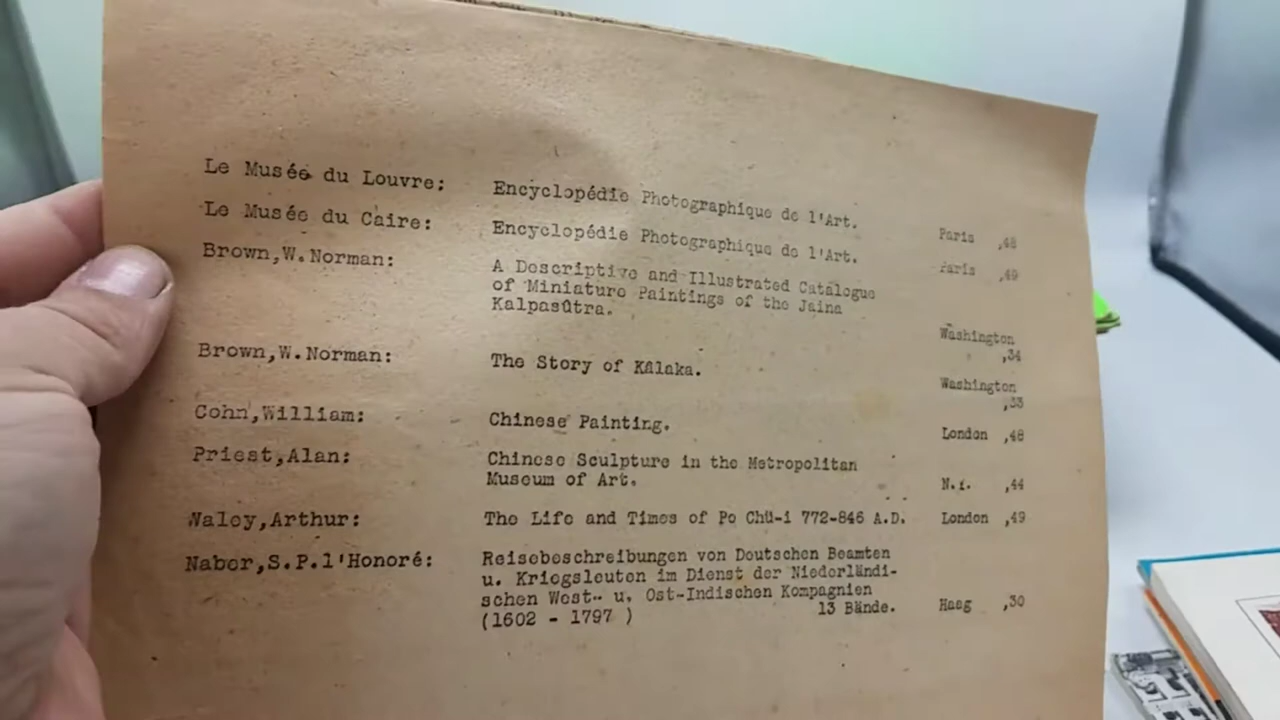 Le Musée du Louvre: Encyclopédie Photographique de l'Art. Paris ,48
Le Musée du Caire: Encyclopédie Photographique de l'Art. Paris ,49
Brown,W.Norman: A Descriptive and Illustrated Catalogue
of Miniature Paintings of the Jaina
Kalpasûtra. Washington
,34
Brown,W.Norman: The Story of Kâlaka. Washington
,33
Cohn,William: Chinese Painting. London ,48
Priest,Alan: Chinese Sculpture in the Metropolitan
Museum of Art. N.Y. ,44
Waley,Arthur: The Life and Times of Po Chü-i 772-846 A.D. London ,49
Naber,S.P.l'Honoré: Reisebeschreibungen von Deutschen Beamten
u. Kriegsleuten im Dienst der Niederländi-
schen West- u. Ost-Indischen Kompagnien
(1602 - 1797 ) 13 Bände. Haag ,30